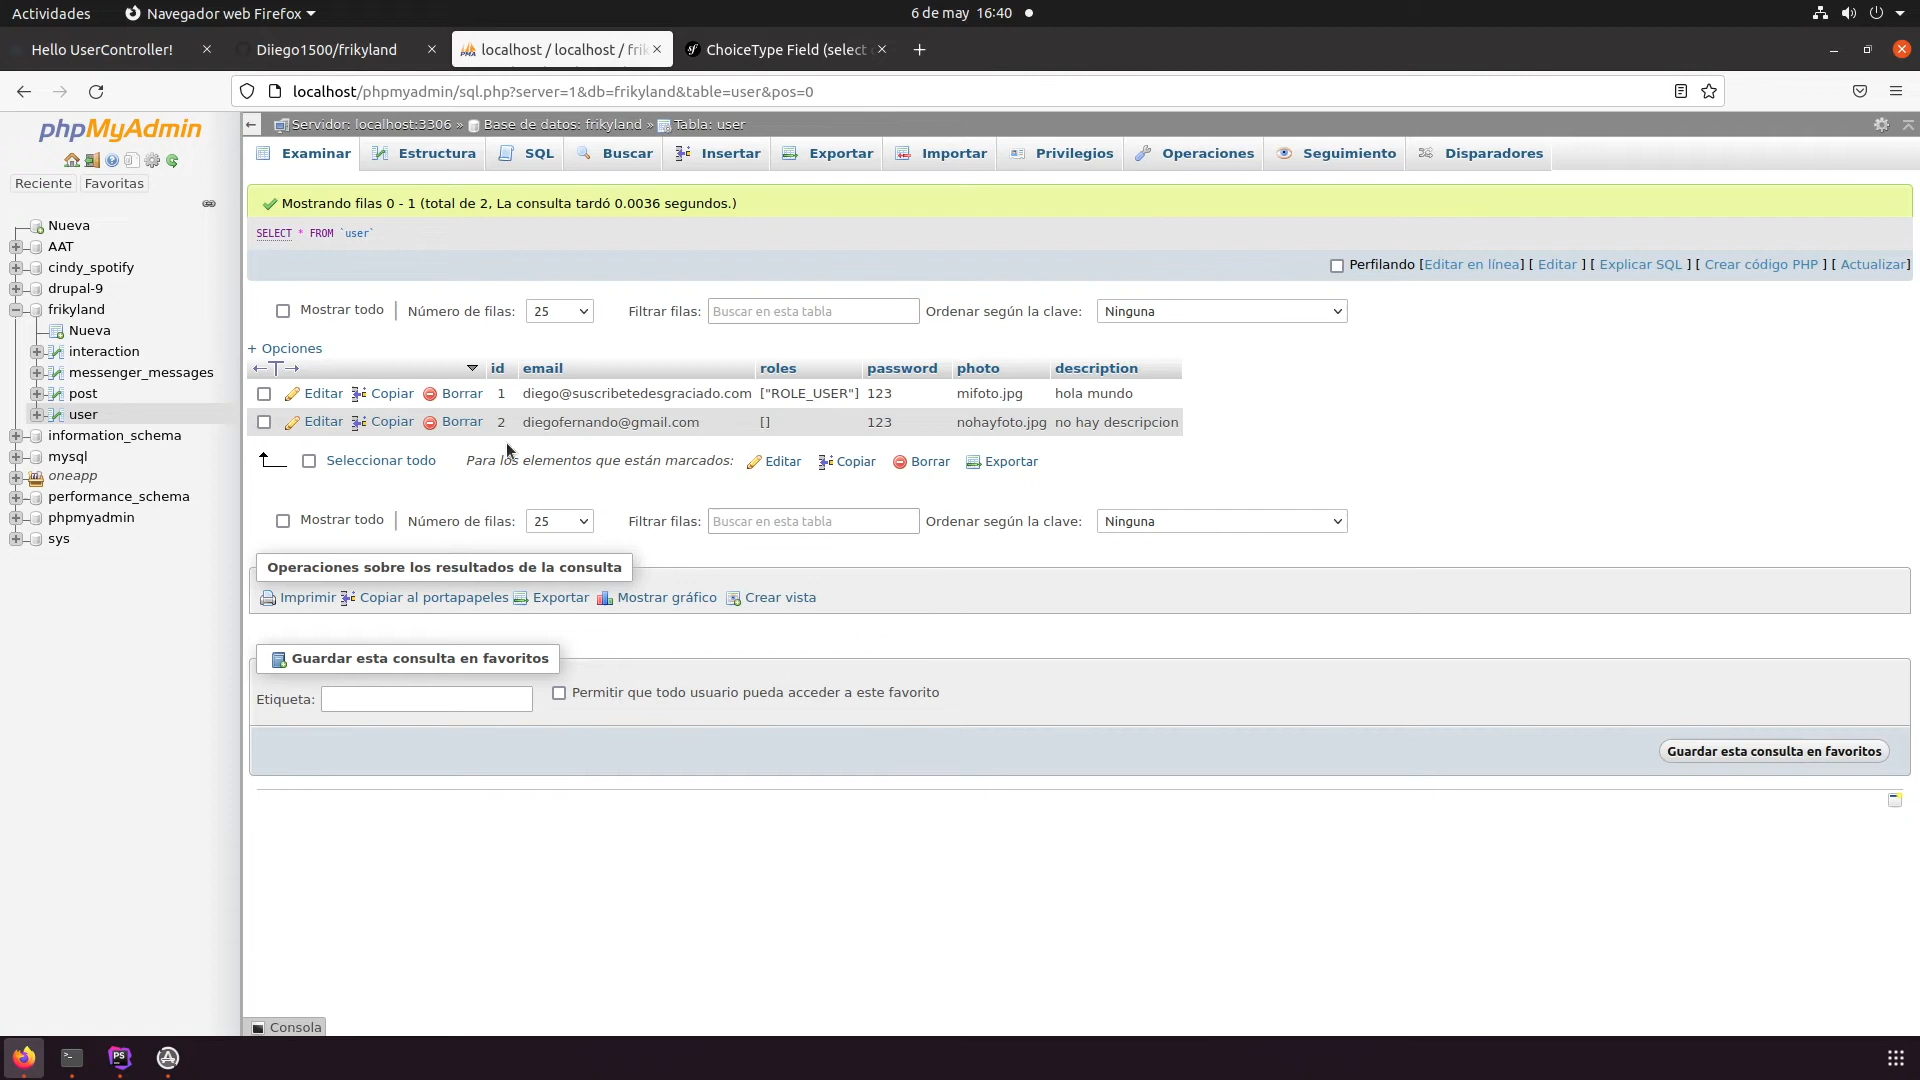 Actividades
Navegador web Firefox
6 de may 16:40
Hello UserController!
Diiego1500/frikyland
localhost / localhost / frik
ChoiceType Field (select
localhost/phpmyadmin/sql.php?server=1&db=frikyland&table=user&pos=0
phpMyAdmin
Reciente
Favoritas
Nueva
AAT
cindy_spotify
drupal-9
frikyland
Nueva
interaction
messenger_messages
post
user
information_schema
mysql
oneapp
performance_schema
phpmyadmin
sys
Servidor: localhost:3306 » Base de datos: frikyland » Tabla: user
Examinar
Estructura
SQL
Buscar
Insertar
Exportar
Importar
Privilegios
Operaciones
Seguimiento
Disparadores
Mostrando filas 0 - 1 (total de 2, La consulta tardó 0.0036 segundos.)
SELECT * FROM `user`
Perfilando [Editar en línea] [ Editar ] [ Explicar SQL ] [ Crear código PHP ] [ Actualizar]
Mostrar todo | Número de filas: 25 Filtrar filas: Buscar en esta tabla Ordenar según la clave: Ninguna
+ Opciones
←T→ id email roles password photo description
Editar Copiar Borrar 1 diego@suscribetedesgraciado.com ["ROLE_USER"] 123 mifoto.jpg hola mundo
Editar Copiar Borrar 2 diegofernando@gmail.com [] 123 nohayfoto.jpg no hay descripcion
Seleccionar todo Para los elementos que están marcados: Editar Copiar Borrar Exportar
Mostrar todo | Número de filas: 25 Filtrar filas: Buscar en esta tabla Ordenar según la clave: Ninguna
Operaciones sobre los resultados de la consulta
Imprimir Copiar al portapapeles Exportar Mostrar gráfico Crear vista
Guardar esta consulta en favoritos
Etiqueta: Permitir que todo usuario pueda acceder a este favorito
Guardar esta consulta en favoritos
Consola